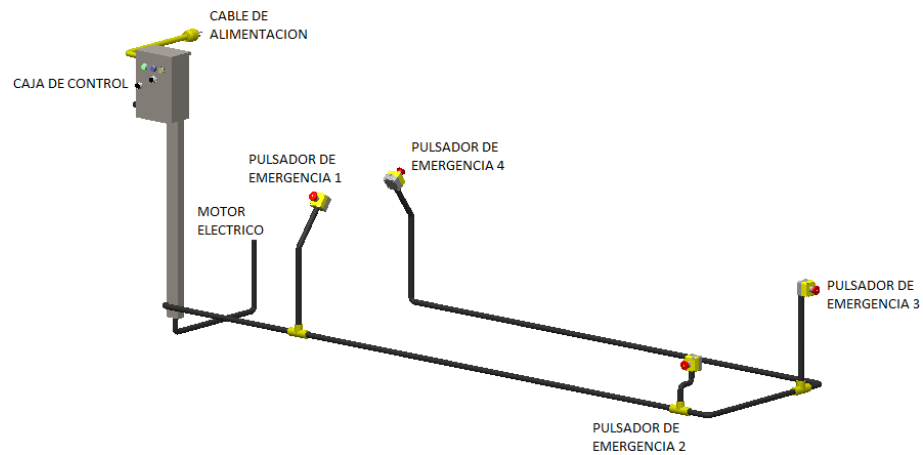 CABLE DE
ALIMENTACION
CAJA DE CONTROL
PULSADOR DE
EMERGENCIA 1
PULSADOR DE
EMERGENCIA 4
MOTOR
ELECTRICO
PULSADOR DE
EMERGENCIA 3
PULSADOR DE
EMERGENCIA 2